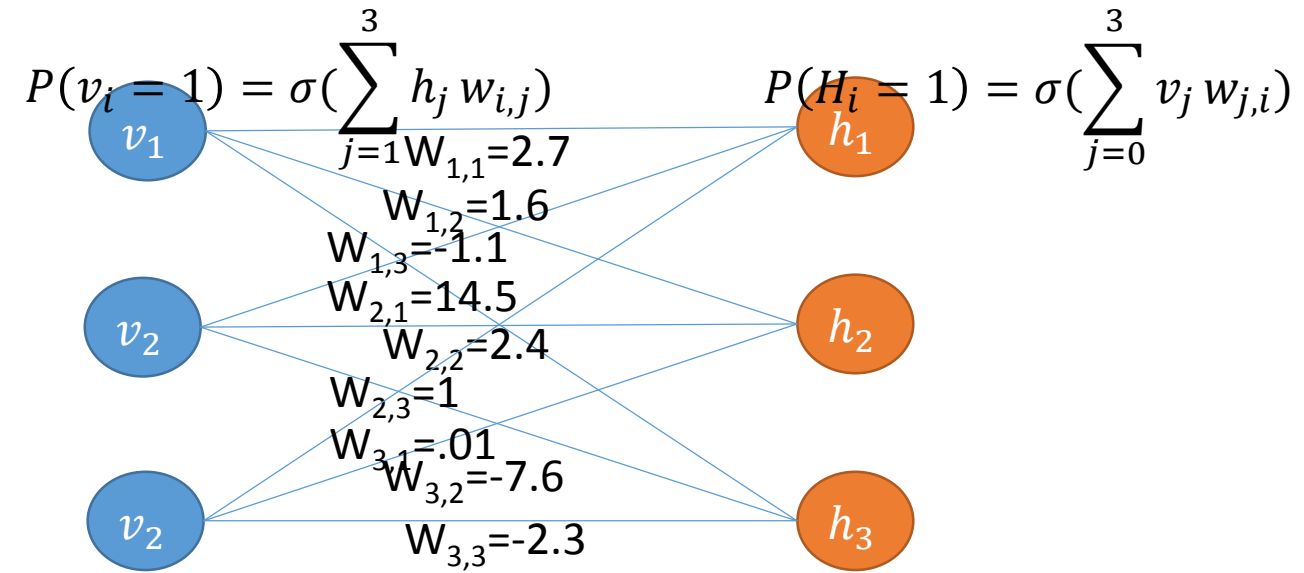 P(v_i = 1) = σ(∑_{j=1}^{3} h_j w_{i,j})
P(H_i = 1) = σ(∑_{j=0}^{3} v_j w_{j,i})
v_1
h_1
W_{1,1}=2.7
W_{1,2}=1.6
W_{1,3}=-1.1
W_{2,1}=14.5
v_2
h_2
W_{2,2}=2.4
W_{2,3}=1
W_{3,1}=.01
W_{3,2}=-7.6
v_2
h_3
W_{3,3}=-2.3